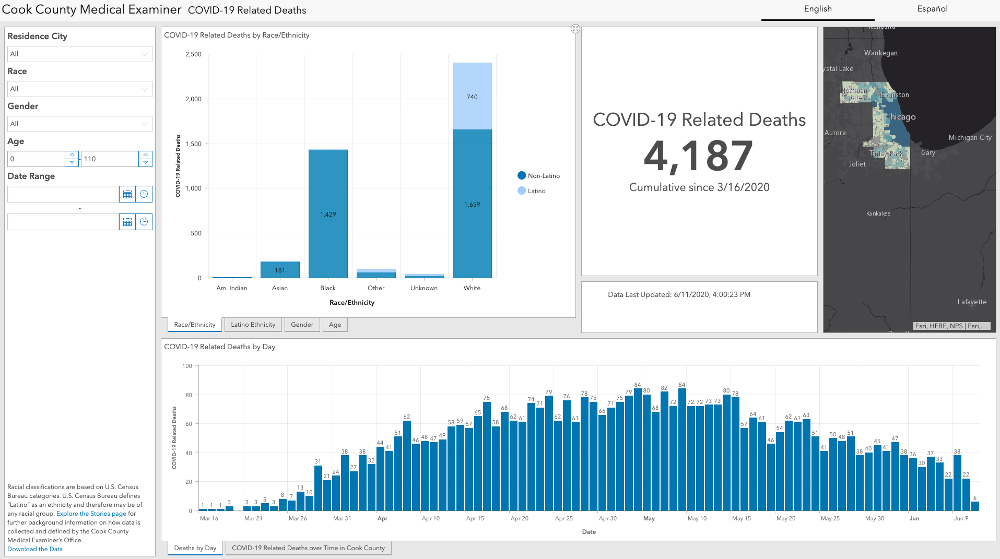 Cook County Medical Examiner COVID-19 Related Deaths
English
Español
Residence City
All
Race
All
Gender
All
Age
0
-
110
Date Range
-
Racial classifications are based on U.S. Census
Bureau categories. U.S. Census Bureau defines
“Latino” as an ethnicity and therefore may be of
any racial group. Explore the Stories page for
further background information on how data is
collected and defined by the Cook County
Medical Examiner’s Office.
Download the Data
COVID-19 Related Deaths by Race/Ethnicity
COVID-19 Related Deaths
2,500
2,000
1,500
1,000
500
0
181
1,429
740
1,659
Am. Indian
Asian
Black
Other
Unknown
White
Race/Ethnicity
Non-Latino
Latino
Race/Ethnicity
Latino Ethnicity
Gender
Age
COVID-19 Related Deaths
4,187
Cumulative since 3/16/2020
Data Last Updated: 6/11/2020, 4:00:23 PM
Kenosha
Waukegan
ystal Lake
Hoffman
Estates
Evanston
Chicago
Aurora
Michigan City
Tinley Park
Gary
Joliet
Kankakee
Lafayette
Esri, HERE, NPS | Esri,...
COVID-19 Related Deaths by Day
COVID-19 Related Deaths
100
80
60
40
20
0
1 1 1 3 3 3 5 3 8 7 13 10 31 21 24 38 27 38 32 44 41 51 62 46 48 47 49 58 59 57 65 75 58 68 62 61 74 71 79 62 76 61 78 75 66 71 75 79 84 80 68 82 72 84 72 72 73 73 80 78 57 64 61 46 54 62 61 63 51 41 50 48 51 38 40 45 41 47 38 36 30 37 33 22 38 22 6
Mar 16
Mar 21
Mar 26
Mar 31
Apr
Apr 10
Apr 15
Apr 20
Apr 25
Apr 30
May
May 10
May 15
May 20
May 25
May 30
Jun
Jun 9
Date
Deaths by Day
COVID-19 Related Deaths over Time in Cook County